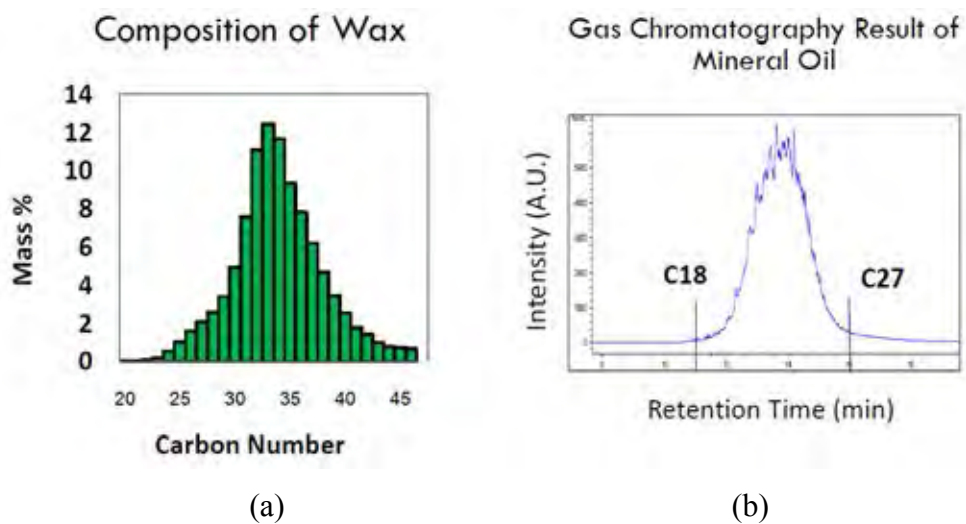 Composition of Wax
14
12
10
8
6
4
2
0
Mass %
20 25 30 35 40 45
Carbon Number
(a)
Gas Chromatography Result of
Mineral Oil
Intensity (A.U.)
C18
C27
Retention Time (min)
(b)